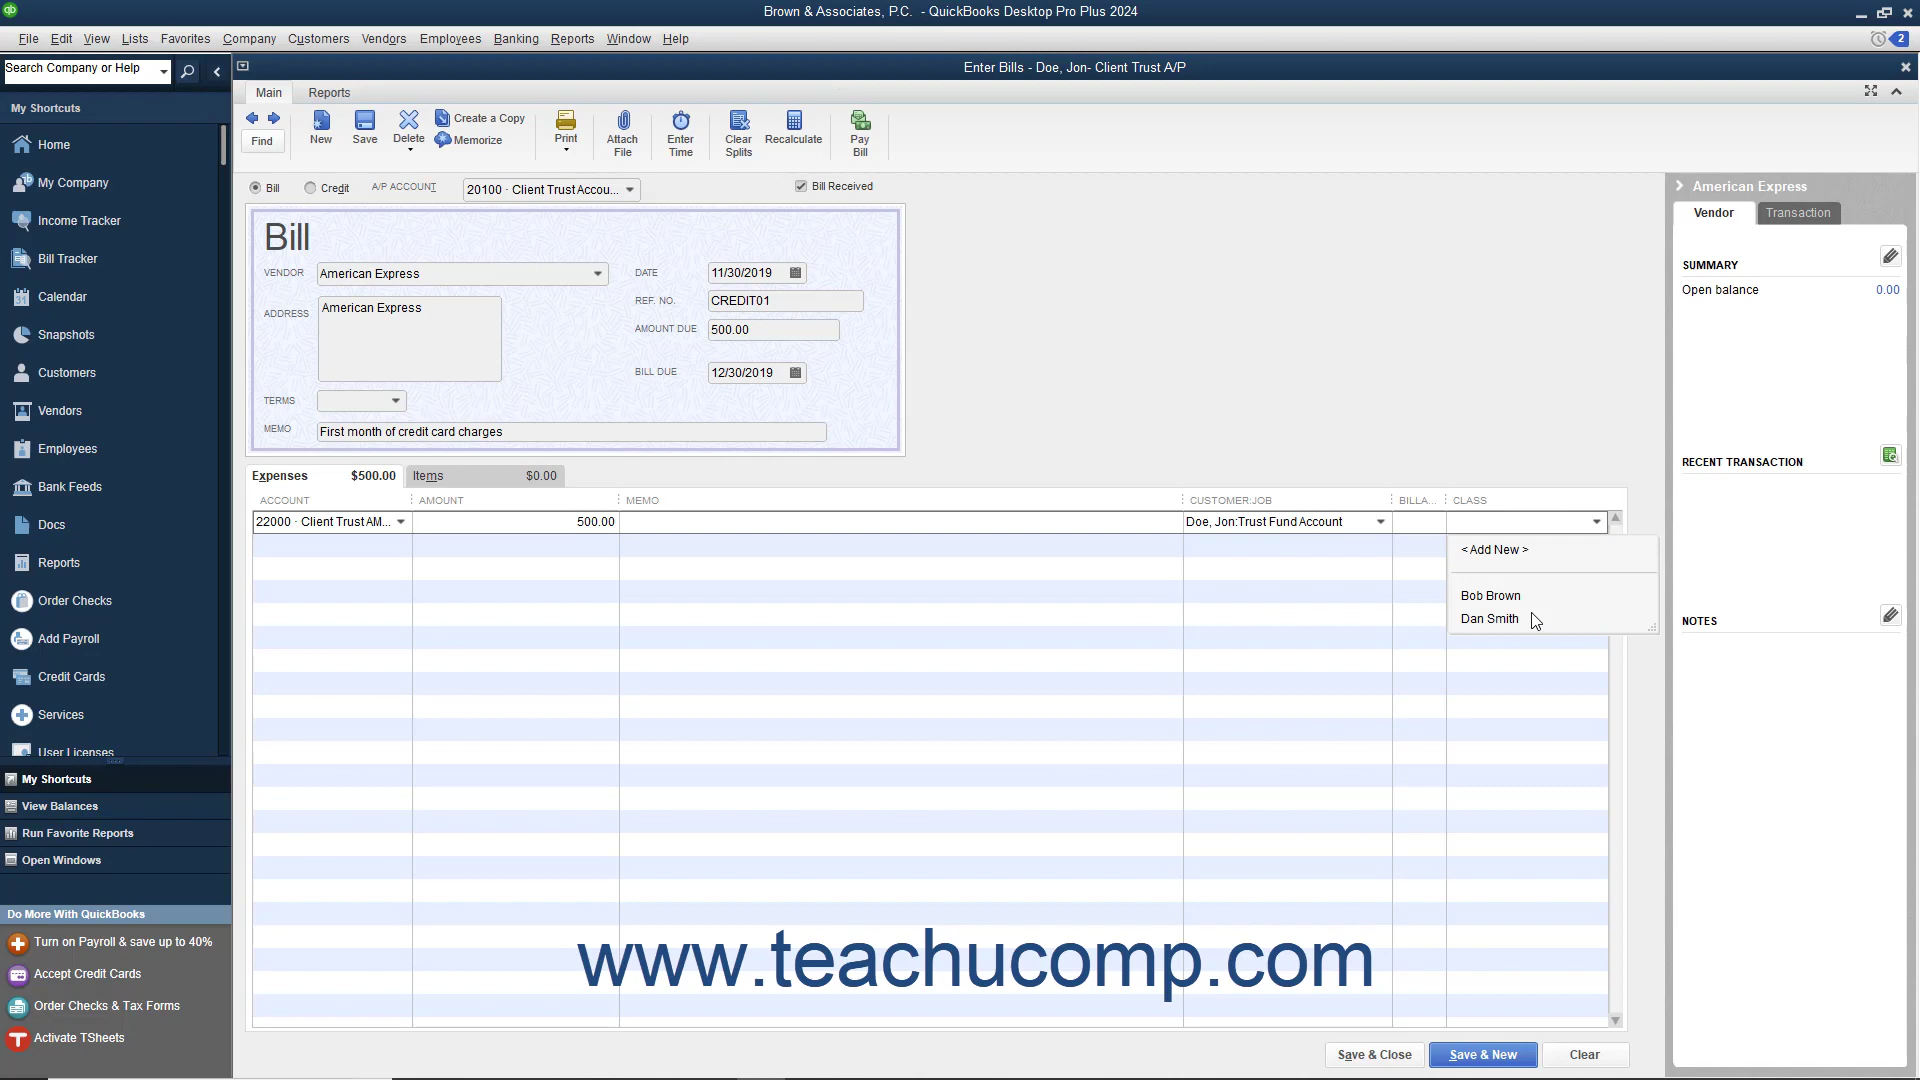 qb Brown & Associates, P.C. - QuickBooks Desktop Pro Plus 2024
File Edit View Lists Favorites Company Customers Vendors Employees Banking Reports Window Help 2
Search Company or Help
Enter Bills - Doe, Jon- Client Trust A/P
My Shortcuts
Home
My Company
Income Tracker
Bill Tracker
31 Calendar
Snapshots
Customers
Vendors
Employees
Bank Feeds
Docs
Reports
Order Checks
Add Payroll
Credit Cards
Services
User Licenses
My Shortcuts
View Balances
Run Favorite Reports
Open Windows
Do More With QuickBooks
Turn on Payroll & save up to 40%
Accept Credit Cards
Order Checks & Tax Forms
T Activate TSheets
Main Reports
Find New Save Delete Create a Copy
Memorize
Print Attach File Enter Time Clear Splits Recalculate Pay Bill
Bill Credit A/P ACCOUNT 20100 · Client Trust Accou... Bill Received
Bill
VENDOR American Express DATE 11/30/2019
ADDRESS American Express REF. NO. CREDIT01
AMOUNT DUE 500.00
BILL DUE 12/30/2019
TERMS
MEMO First month of credit card charges
Expenses $500.00 Items $0.00
ACCOUNT AMOUNT MEMO CUSTOMER:JOB BILLA... CLASS
22000 · Client Trust AM... 500.00 Doe, Jon:Trust Fund Account
< Add New >
Bob Brown
Dan Smith
American Express
Vendor Transaction
SUMMARY
Open balance 0.00
RECENT TRANSACTION
NOTES
www.teachucomp.com
Save & Close Save & New Clear